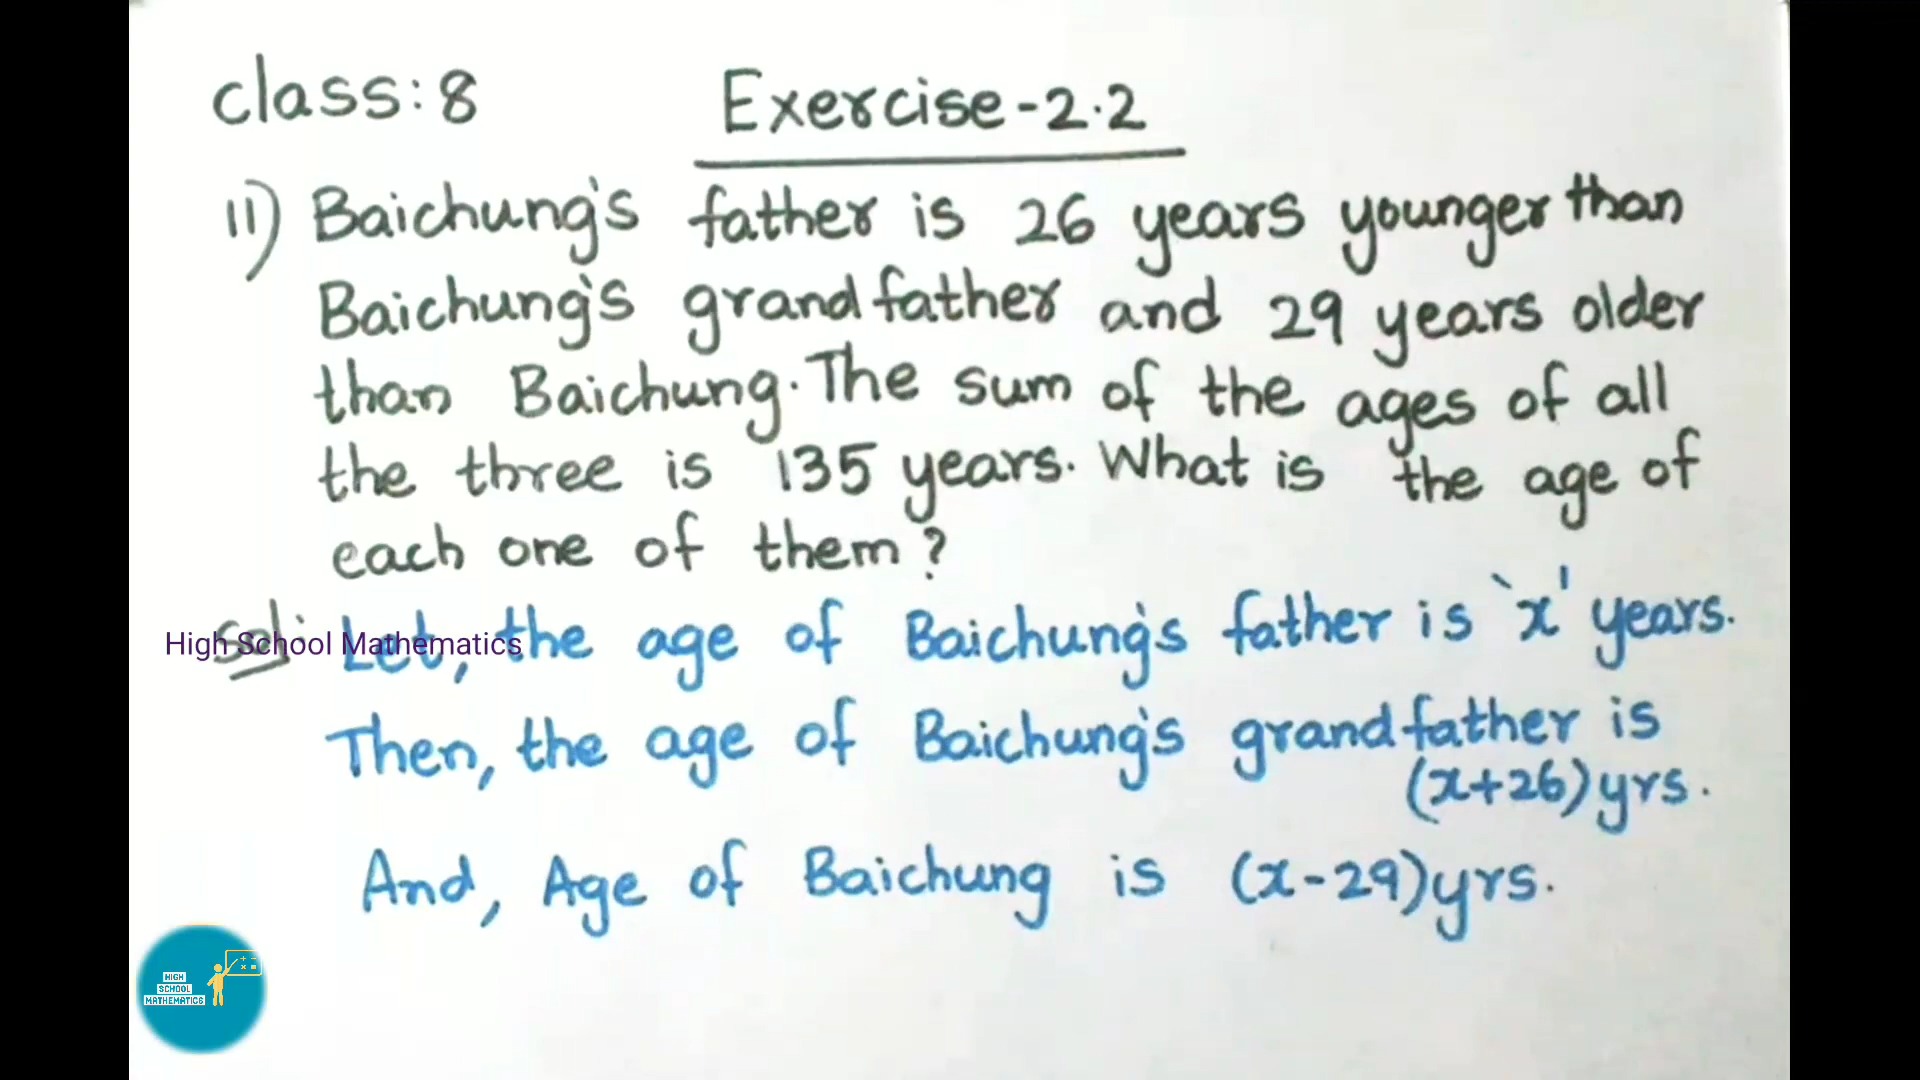 class: 8
Exercise-2.2
11) Baichung's father is 26 years younger than
Baichung's grandfather and 29 years older
than Baichung. The sum of the ages of all
the three is 135 years. What is the age of
each one of them?
Sol: Let, the age of Baichung's father is `x' years.
High School Mathematics
Then, the age of Baichung's grandfather is
(x+26) yrs.
And, Age of Baichung is (x-29) yrs.
HIGH
SCHOOL
MATHEMATICS